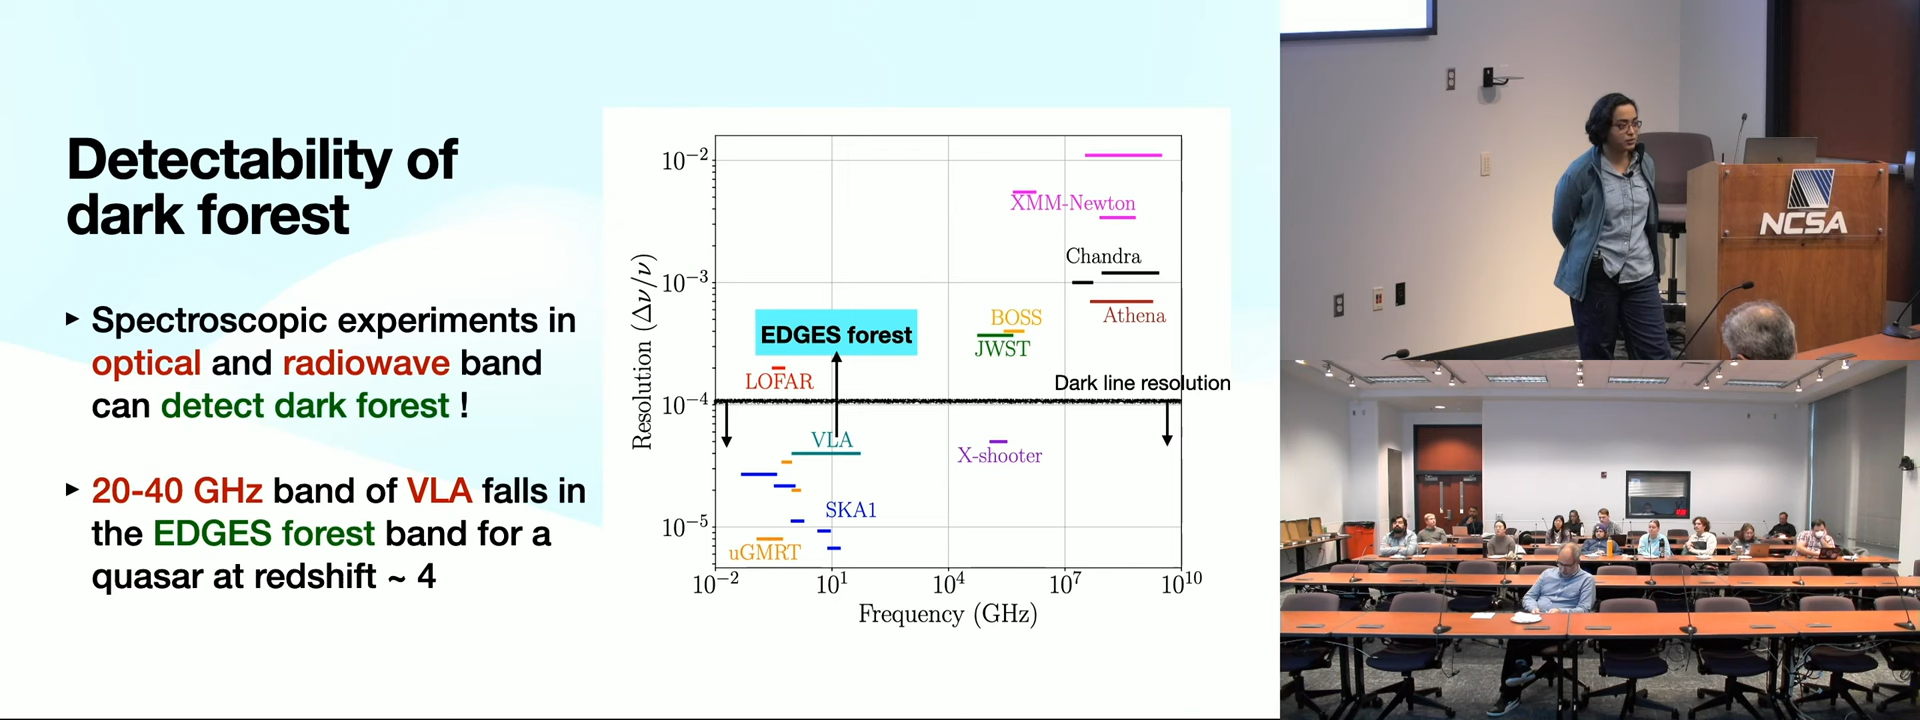 Detectability of
dark forest
▸ Spectroscopic experiments in
optical and radiowave band
can detect dark forest !
▸ 20-40 GHz band of VLA falls in
the EDGES forest band for a
quasar at redshift ~ 4
Resolution (Δν/ν)
10⁻²
10⁻³
10⁻⁴
10⁻⁵
XMM-Newton
Chandra
Athena
BOSS
JWST
EDGES forest
LOFAR
Dark line resolution
VLA
X-shooter
SKA1
uGMRT
10⁻²
10¹
10⁴
10⁷
10¹⁰
Frequency (GHz)
NCSA